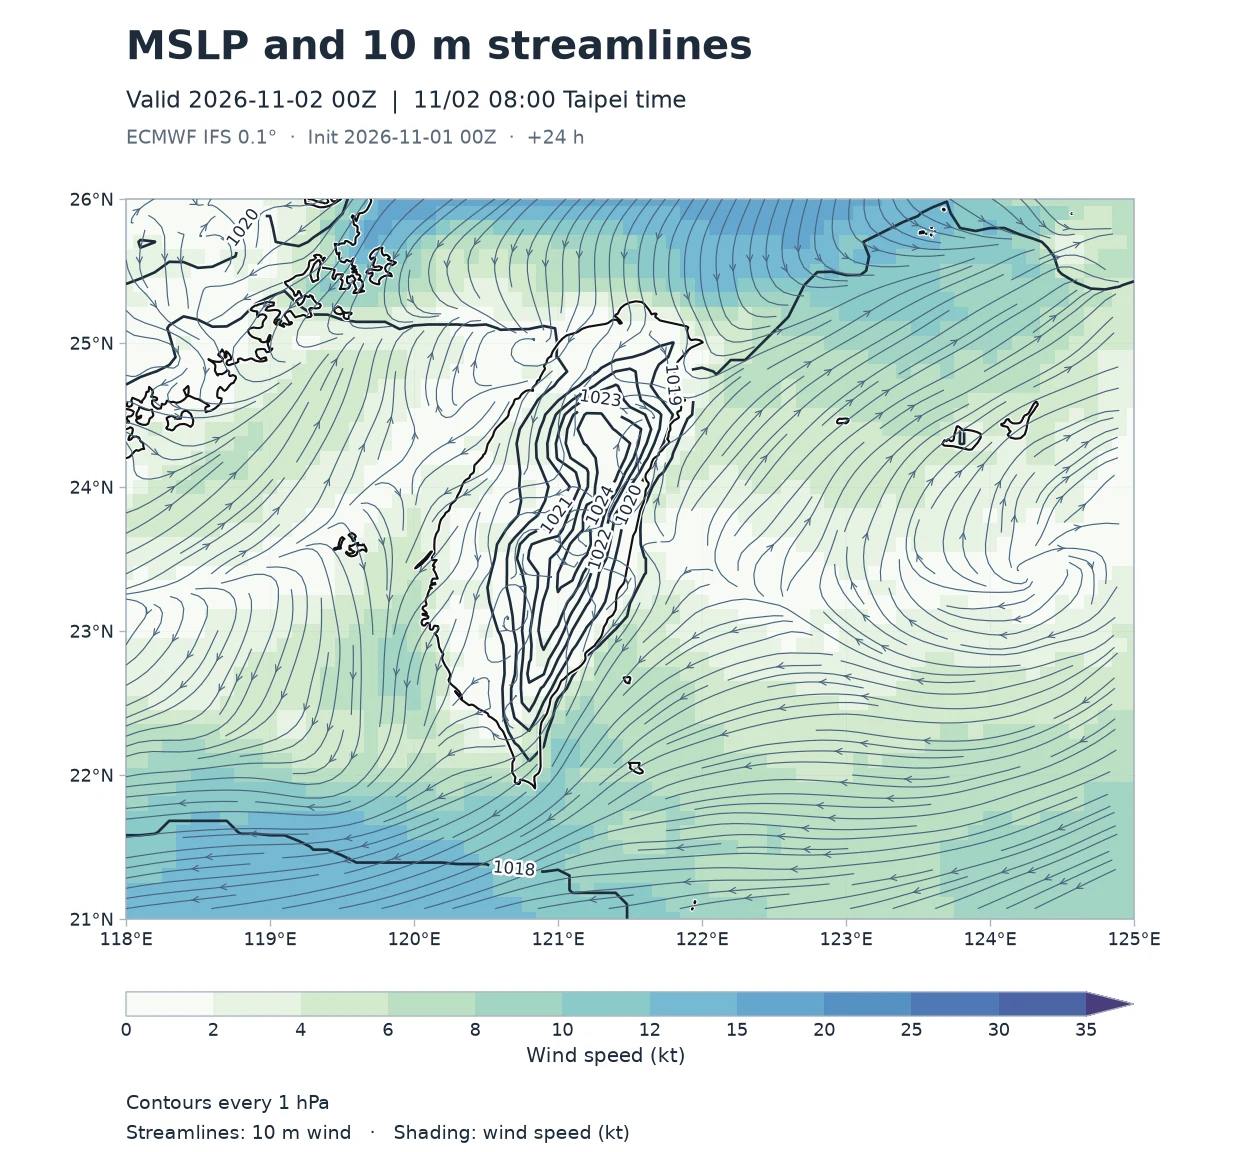 MSLP and 10 m streamlines
Valid 2026-11-02 00Z | 11/02 08:00 Taipei time
ECMWF IFS 0.1° · Init 2026-11-01 00Z · +24 h
26°N
25°N
24°N
23°N
22°N
21°N
1020
1019
1023
1021
1024
1020
1022
1018
118°E 119°E 120°E 121°E 122°E 123°E 124°E 125°E
0 2 4 6 8 10 12 15 20 25 30 35
Wind speed (kt)
Contours every 1 hPa
Streamlines: 10 m wind · Shading: wind speed (kt)